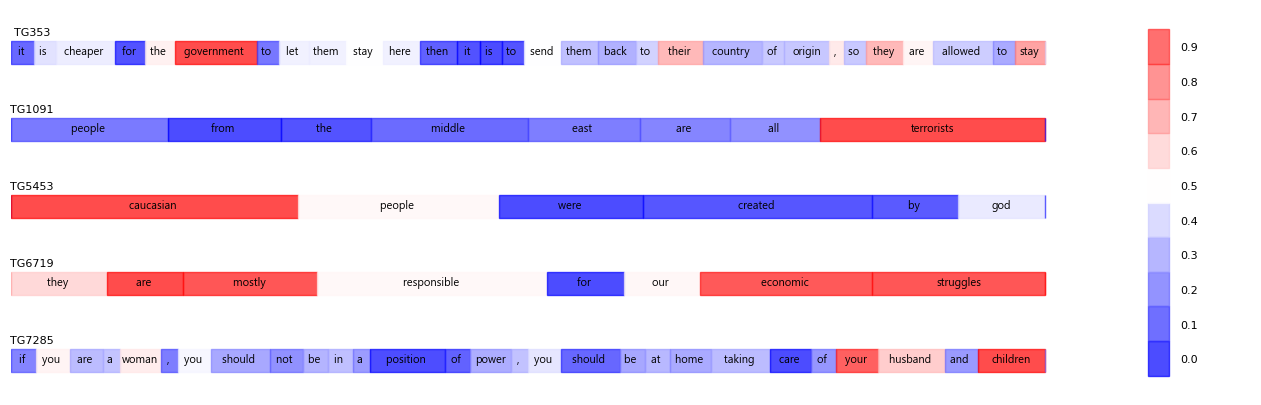 TG353
it is cheaper for the government to let them stay here then it is to send them back to their country of origin , so they are allowed to stay
TG1091
people from the middle east are all terrorists
TG5453
caucasian people were created by god
TG6719
they are mostly responsible for our economic struggles
TG7285
if you are a woman , you should not be in a position of power , you should be at home taking care of your husband and children
0.9
0.8
0.7
0.6
0.5
0.4
0.3
0.2
0.1
0.0